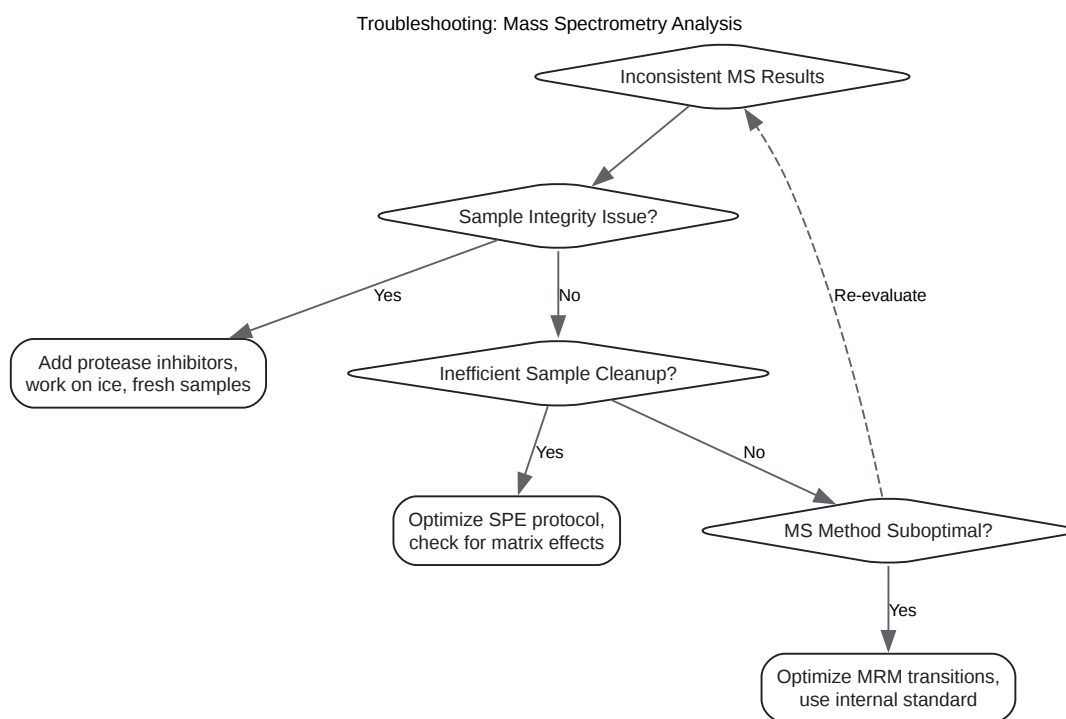 Troubleshooting: Mass Spectrometry Analysis
Inconsistent MS Results
Sample Integrity Issue?
Yes
No
Re-evaluate
Add protease inhibitors,
work on ice, fresh samples
Inefficient Sample Cleanup?
Yes
No
Optimize SPE protocol,
check for matrix effects
MS Method Suboptimal?
Yes
Optimize MRM transitions,
use internal standard